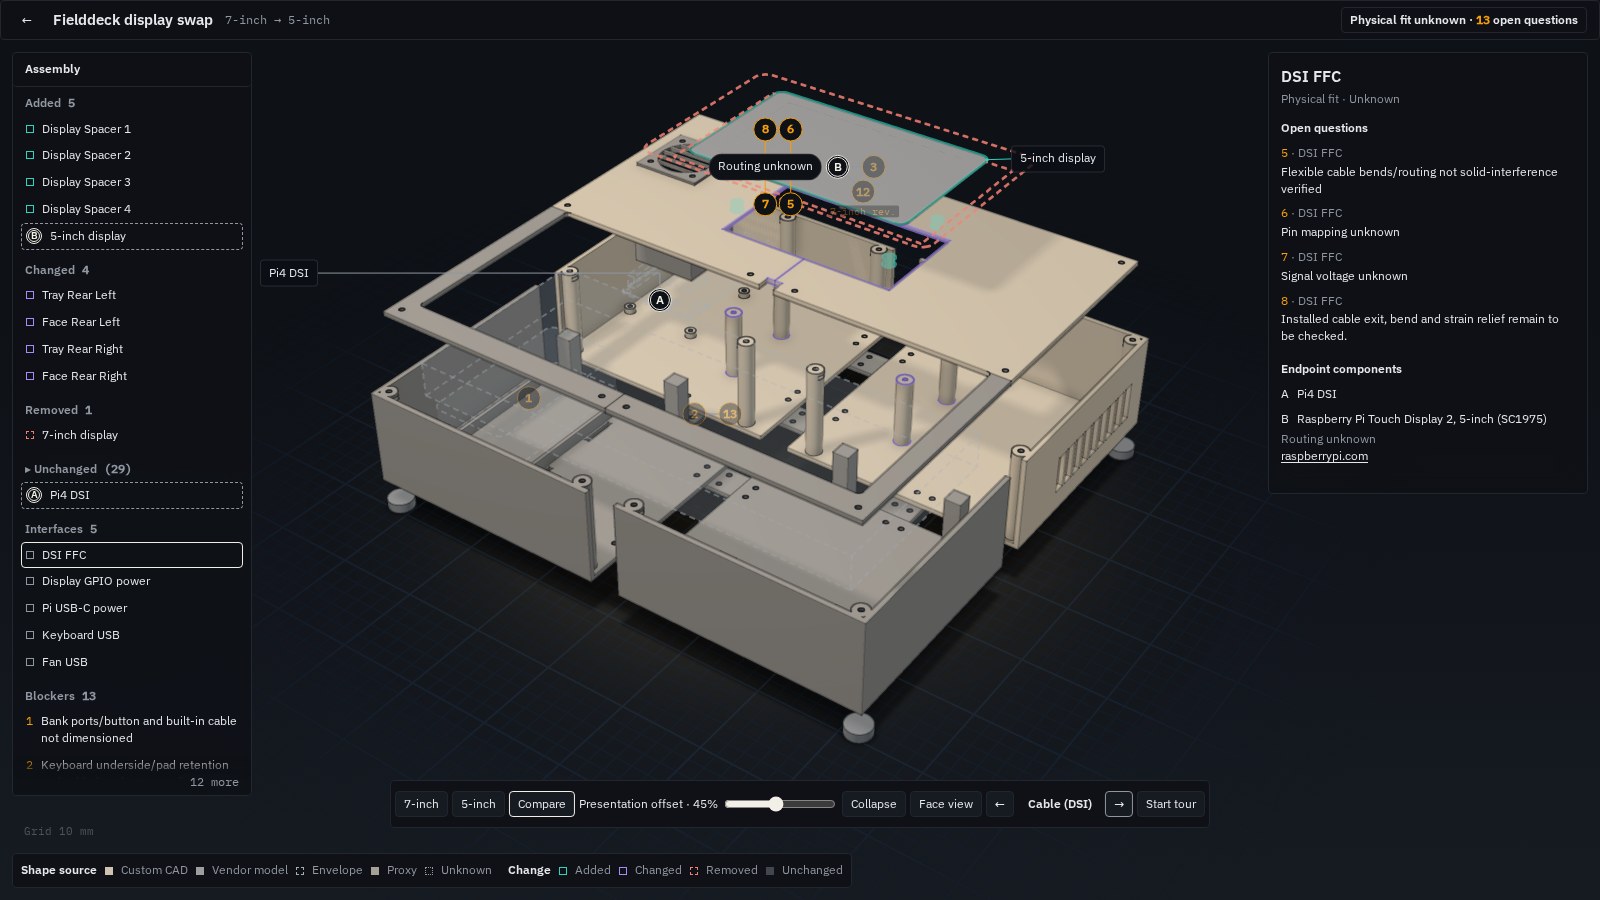 ← Fielddeck display swap 7-inch → 5-inch
Physical fit unknown · 13 open questions
Assembly
Added 5
Display Spacer 1
Display Spacer 2
Display Spacer 3
Display Spacer 4
B 5-inch display
Changed 4
Tray Rear Left
Face Rear Left
Tray Rear Right
Face Rear Right
Removed 1
7-inch display
▸ Unchanged (29)
A Pi4 DSI
Interfaces 5
DSI FFC
Display GPIO power
Pi USB-C power
Keyboard USB
Fan USB
Blockers 13
1 Bank ports/button and built-in cable
not dimensioned
2 Keyboard underside/pad retention
12 more
Grid 10 mm
8 6
Routing unknown B 3
12
7 5
5-inch display
Pi4 DSI
A
1
2 13
DSI FFC
Physical fit · Unknown
Open questions
5 · DSI FFC
Flexible cable bends/routing not solid-interference
verified
6 · DSI FFC
Pin mapping unknown
7 · DSI FFC
Signal voltage unknown
8 · DSI FFC
Installed cable exit, bend and strain relief remain to
be checked.
Endpoint components
A Pi4 DSI
B Raspberry Pi Touch Display 2, 5-inch (SC1975)
Routing unknown
raspberrypi.com
7-inch 5-inch Compare Presentation offset · 45% Collapse Face view ← Cable (DSI) → Start tour
Shape source Custom CAD Vendor model Envelope Proxy Unknown Change Added Changed Removed Unchanged